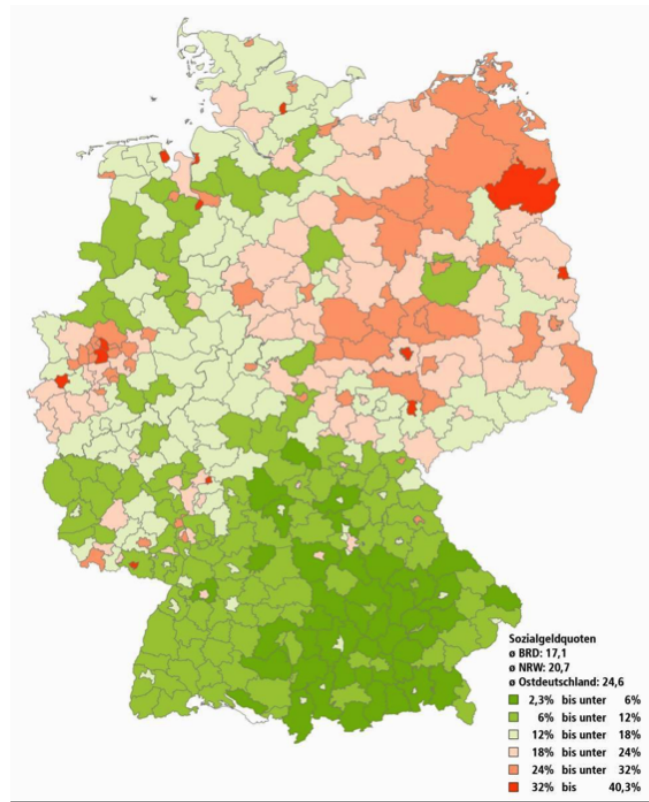 Sozialgeldquoten
ø BRD: 17,1
ø NRW: 20,7
ø Ostdeutschland: 24,6
2,3% bis unter 6%
6% bis unter 12%
12% bis unter 18%
18% bis unter 24%
24% bis unter 32%
32% bis 40,3%